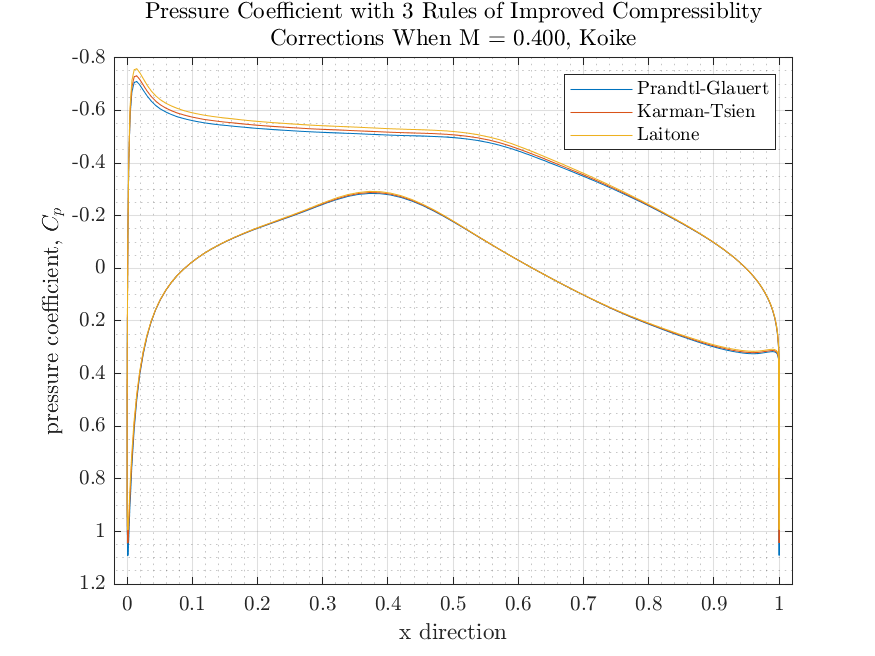 Pressure Coefficient with 3 Rules of Improved Compressiblity
Corrections When M = 0.400, Koike
-0.8
-0.6
-0.4
-0.2
0
0.2
0.4
0.6
0.8
1
1.2
pressure coefficient, C_p
Prandtl-Glauert
Karman-Tsien
Laitone
0 0.1 0.2 0.3 0.4 0.5 0.6 0.7 0.8 0.9 1
x direction